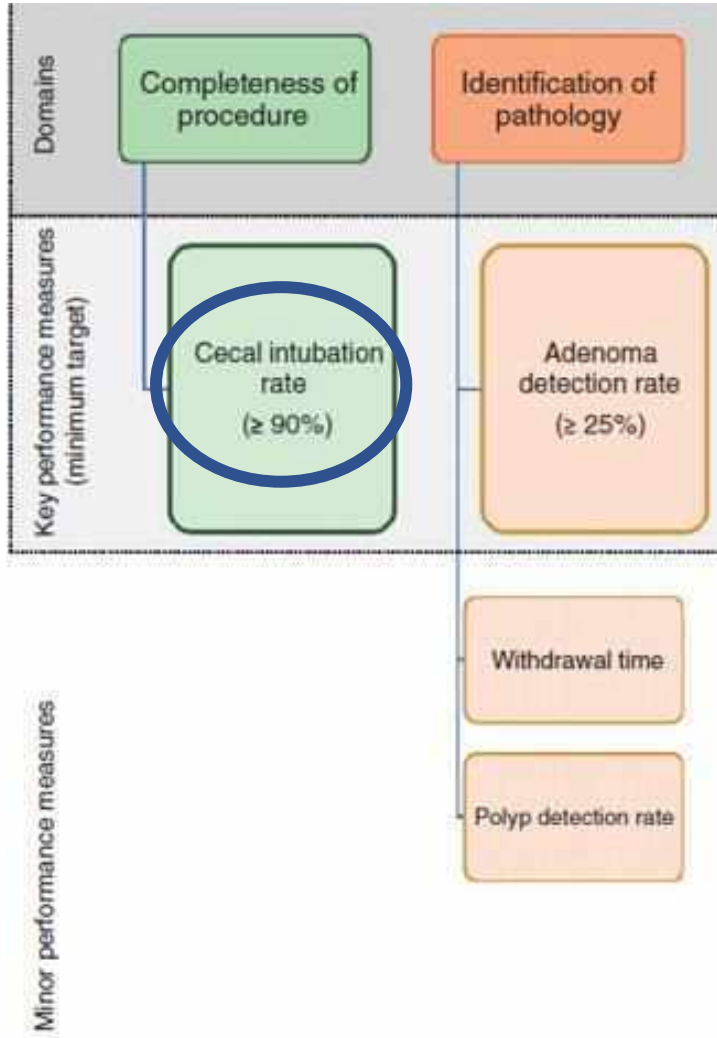 Domains
Completeness of
procedure
Identification of
pathology
Key performance measures
(minimum target)
Cecal intubation
rate
(≥ 90%)
Adenoma
detection rate
(≥ 25%)
Minor performance measures
Withdrawal time
Polyp detection rate